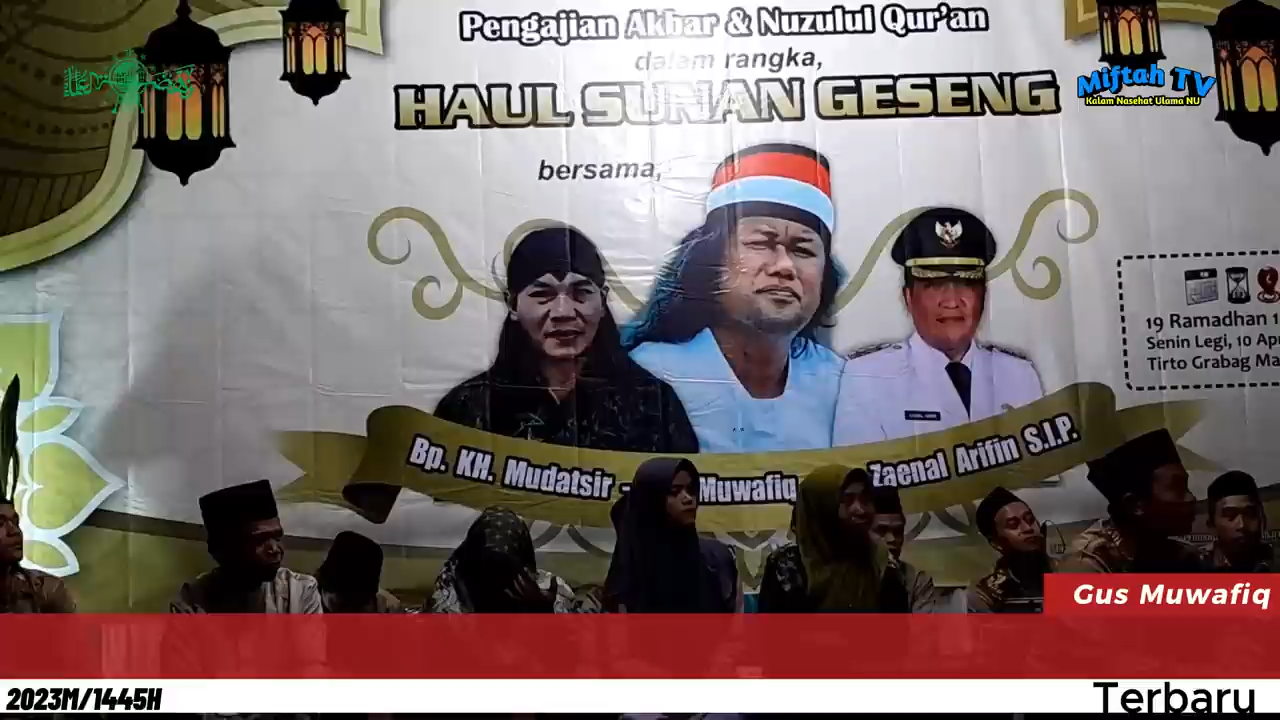 Pengajian Akbar & Nuzulul Qur'an
dalam rangka,
HAUL SUNAN GESENG
Miftah TV
Kalam Nasehat Ulama NU
bersama,
19 Ramadhan 1
Senin Legi, 10 Apr
Tirto Grabag Ma
Bp. KH. Mudatsir - Muwafiq Zaenal Arifin S.I.P.
Gus Muwafiq
2023M/1445H
Terbaru